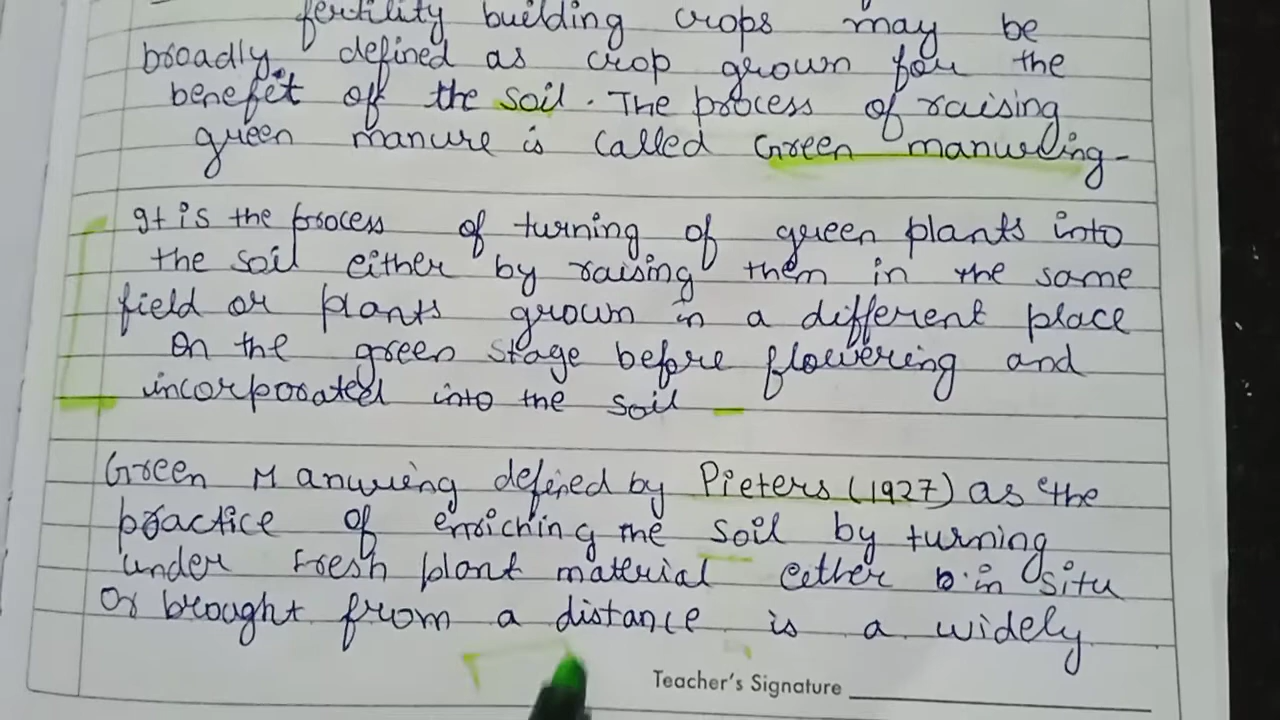 fertility building crops may be
broadly defined as crop grown for the
benefit of the soil. The process of raising
green manure is called Green manuring-
It is the process of turning of green plants into
the soil either by raising them in the same
field or plants grown in a different place
On the green stage before flowering and
incorporated into the soil
Green Manuring defined by Pieters (1927) as the
practice of enriching the soil by turning
under Fresh plant material either in situ
Or brought from a distance is a widely
Teacher's Signature